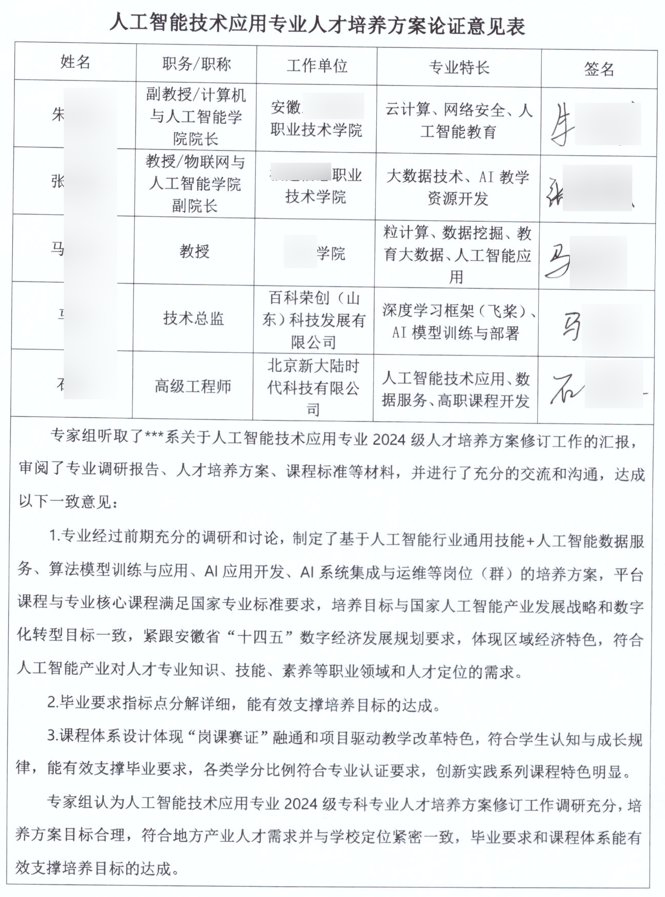 人工智能技术应用专业人才培养方案论证意见表
姓名 职务/职称 工作单位 专业特长 签名
朱 副教授/计算机与人工智能学院院长 安徽 职业技术学院 云计算、网络安全、人工智能教育 朱
张 教授/物联网与人工智能学院副院长 职业技术学院 大数据技术、AI 教学资源开发 张
马 教授 学院 粒计算、数据挖掘、教育大数据、人工智能应用 马
技术总监 百科荣创（山东）科技发展有限公司 深度学习框架（飞桨）、AI 模型训练与部署 马
石 高级工程师 北京新大陆时代科技有限公司 人工智能技术应用、数据服务、高职课程开发 石
专家组听取了***系关于人工智能技术应用专业 2024 级人才培养方案修订工作的汇报，
审阅了专业调研报告、人才培养方案、课程标准等材料，并进行了充分的交流和沟通，达成
以下一致意见：
1.专业经过前期充分的调研和讨论，制定了基于人工智能行业通用技能+人工智能数据服
务、算法模型训练与应用、AI 应用开发、AI 系统集成与运维等岗位（群）的培养方案，平台
课程与专业核心课程满足国家专业标准要求，培养目标与国家人工智能产业发展战略和数字
化转型目标一致，紧跟安徽省“十四五”数字经济发展规划要求，体现区域经济特色，符合
人工智能产业对人才专业知识、技能、素养等职业领域和人才定位的需求。
2.毕业要求指标点分解详细，能有效支撑培养目标的达成。
3.课程体系设计体现“岗课赛证”融通和项目驱动教学改革特色，符合学生认知与成长规
律，能有效支撑毕业要求，各类学分比例符合专业认证要求，创新实践系列课程特色明显。
专家组认为人工智能技术应用专业 2024 级专科专业人才培养方案修订工作调研充分，培
养方案目标合理，符合地方产业人才需求并与学校定位紧密一致，毕业要求和课程体系能有
效支撑培养目标的达成。